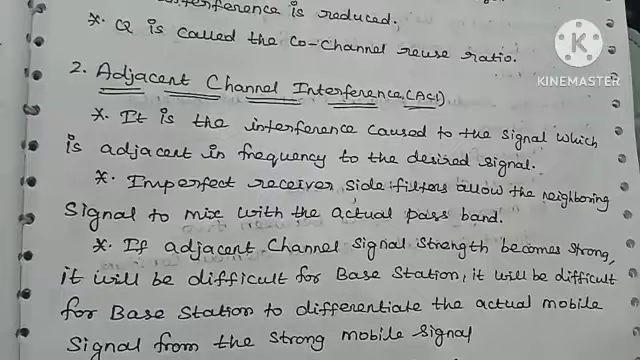 interference is reduced.
*. Q is called the Co-Channel reuse ratio.
2. Adjacent Channel Interference (ACI)
*. It is the interference caused to the signal which
is adjacent in frequency to the desired signal.
*. Imperfect receiver side filters allow the neighboring
signal to mix with the actual pass band.
*. If adjacent Channel Signal Strength becomes strong,
it will be difficult for Base Station, it will be difficult
for Base Station to differentiate the actual mobile
signal from the strong mobile signal
KINEMASTER